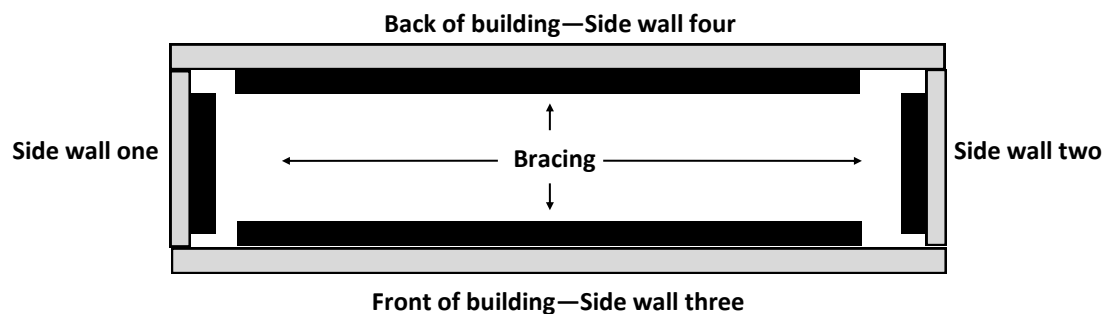 Back of building—Side wall four
Side wall one
Bracing
Side wall two
Front of building—Side wall three